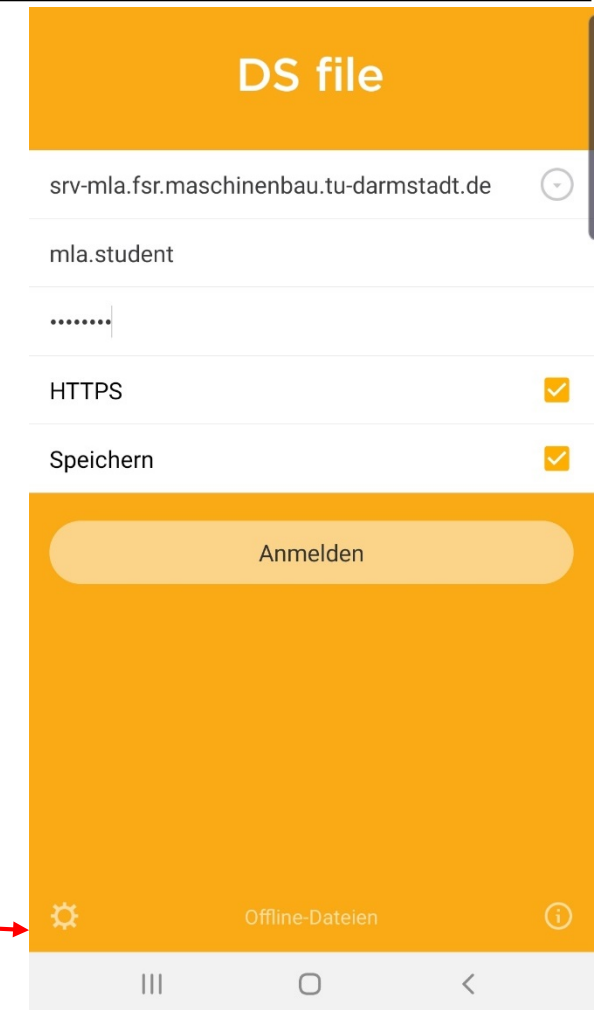 DS file
srv-mla.fsr.maschinenbau.tu-darmstadt.de
mla.student
••••••••
HTTPS
Speichern
Anmelden
Offline-Dateien